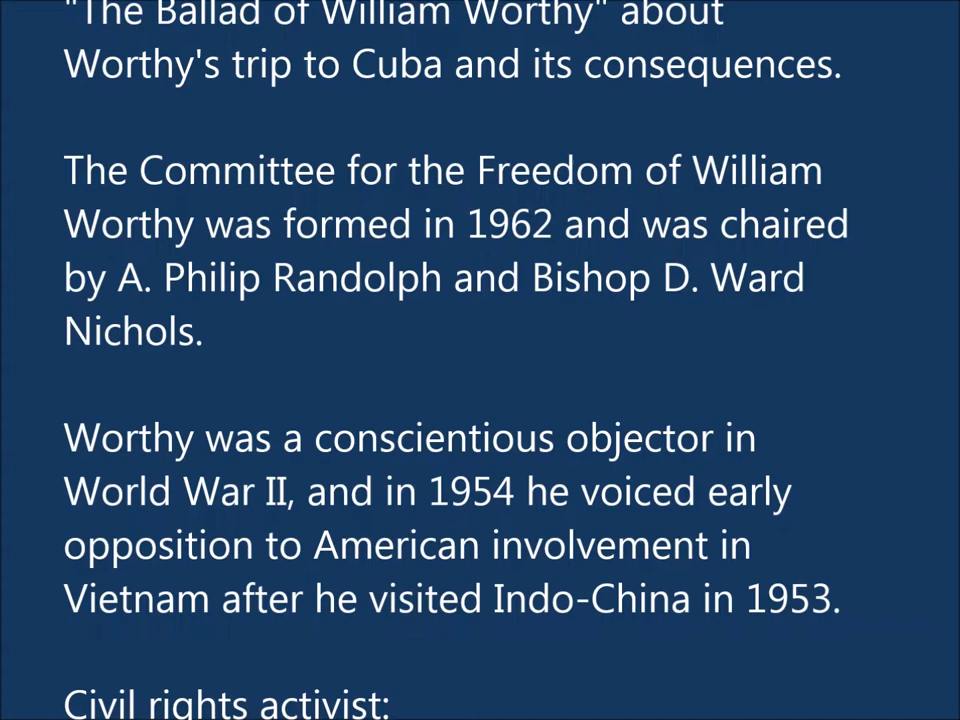 "The Ballad of William Worthy" about
Worthy's trip to Cuba and its consequences.
The Committee for the Freedom of William
Worthy was formed in 1962 and was chaired
by A. Philip Randolph and Bishop D. Ward
Nichols.
Worthy was a conscientious objector in
World War II, and in 1954 he voiced early
opposition to American involvement in
Vietnam after he visited Indo-China in 1953.
Civil rights activist: